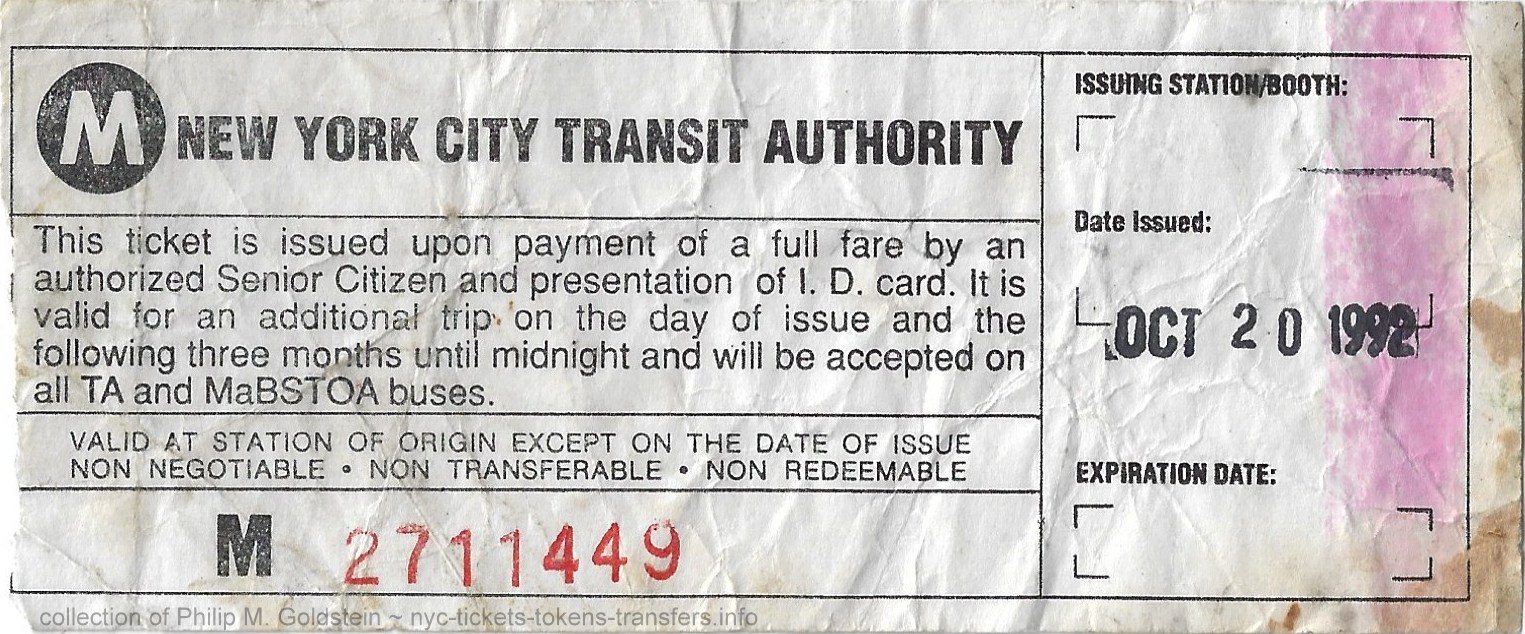 M NEW YORK CITY TRANSIT AUTHORITY
This ticket is issued upon payment of a full fare by an
authorized Senior Citizen and presentation of I. D. card. It is
valid for an additional trip on the day of issue and the
following three months until midnight and will be accepted on
all TA and MaBSTOA buses.
VALID AT STATION OF ORIGIN EXCEPT ON THE DATE OF ISSUE
NON NEGOTIABLE • NON TRANSFERABLE • NON REDEEMABLE
M 2711449
ISSUING STATION/BOOTH:
Date Issued:
OCT 20 1992
EXPIRATION DATE:
collection of Philip M. Goldstein ~ nyc-tickets-tokens-transfers.info